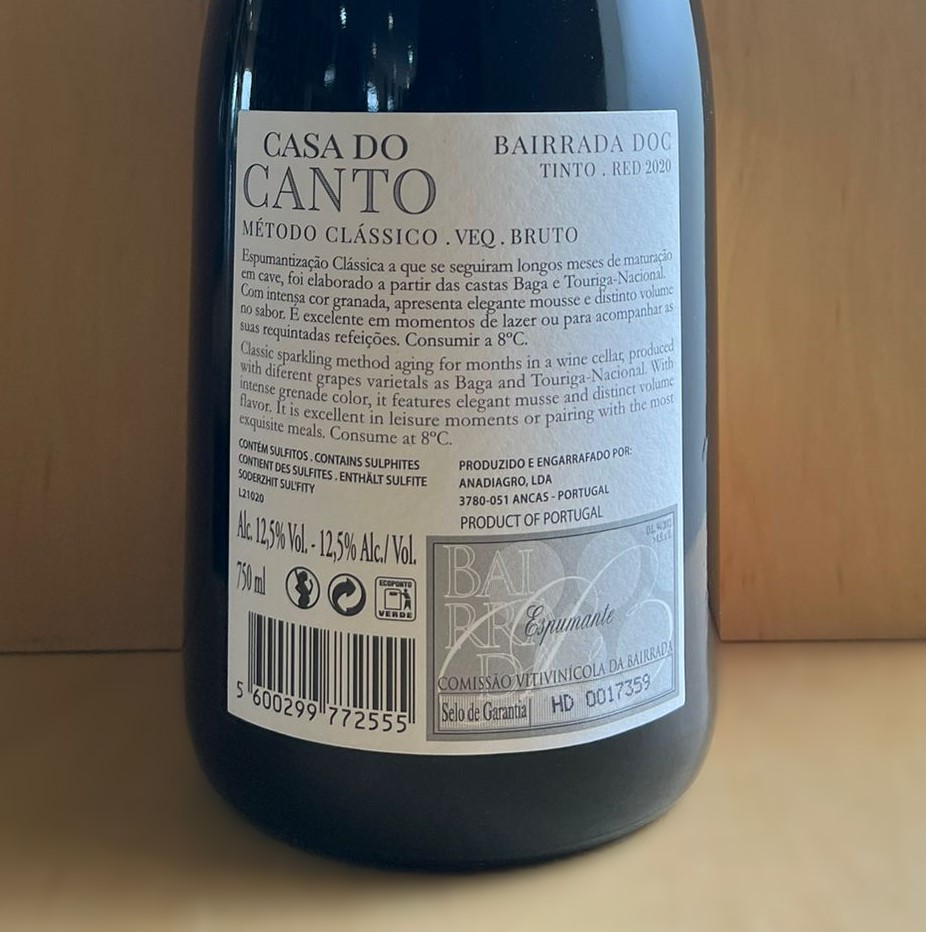 CASA DO
CANTO
BAIRRADA DOC
TINTO . RED 2020
MÉTODO CLÁSSICO . VEQ . BRUTO
Espumantização Clássica a que se seguiram longos meses de maturação
em cave, foi elaborado a partir das castas Baga e Touriga-Nacional.
Com intensa cor granada, apresenta elegante mousse e distinto volume
no sabor. É excelente em momentos de lazer ou para acompanhar as
suas requintadas refeições. Consumir a 8ºC.
Classic sparkling method aging for months in a wine cellar, produced
with diferent grapes varietals as Baga and Touriga-Nacional. With
intense grenade color, it features elegant musse and distinct volume
flavor. It is excellent in leisure moments or pairing with the most
exquisite meals. Consume at 8ºC.
CONTÉM SULFITOS . CONTAINS SULPHITES
CONTIENT DES SULFITES . ENTHÄLT SULFITE
SODERZHIT SUL'FITY
L21020
PRODUZIDO E ENGARRAFADO POR:
ANADIAGRO, LDA
3780-051 ANCAS - PORTUGAL
PRODUCT OF PORTUGAL
Alc. 12,5% Vol. - 12,5% Alc./ Vol.
750 ml
ECOPONTO
VERDE
5 600299 772555
BAI
RRA
DA
Espumante
COMISSÃO VITIVINÍCOLA DA BAIRRADA
Selo de Garantia
HD 0017359